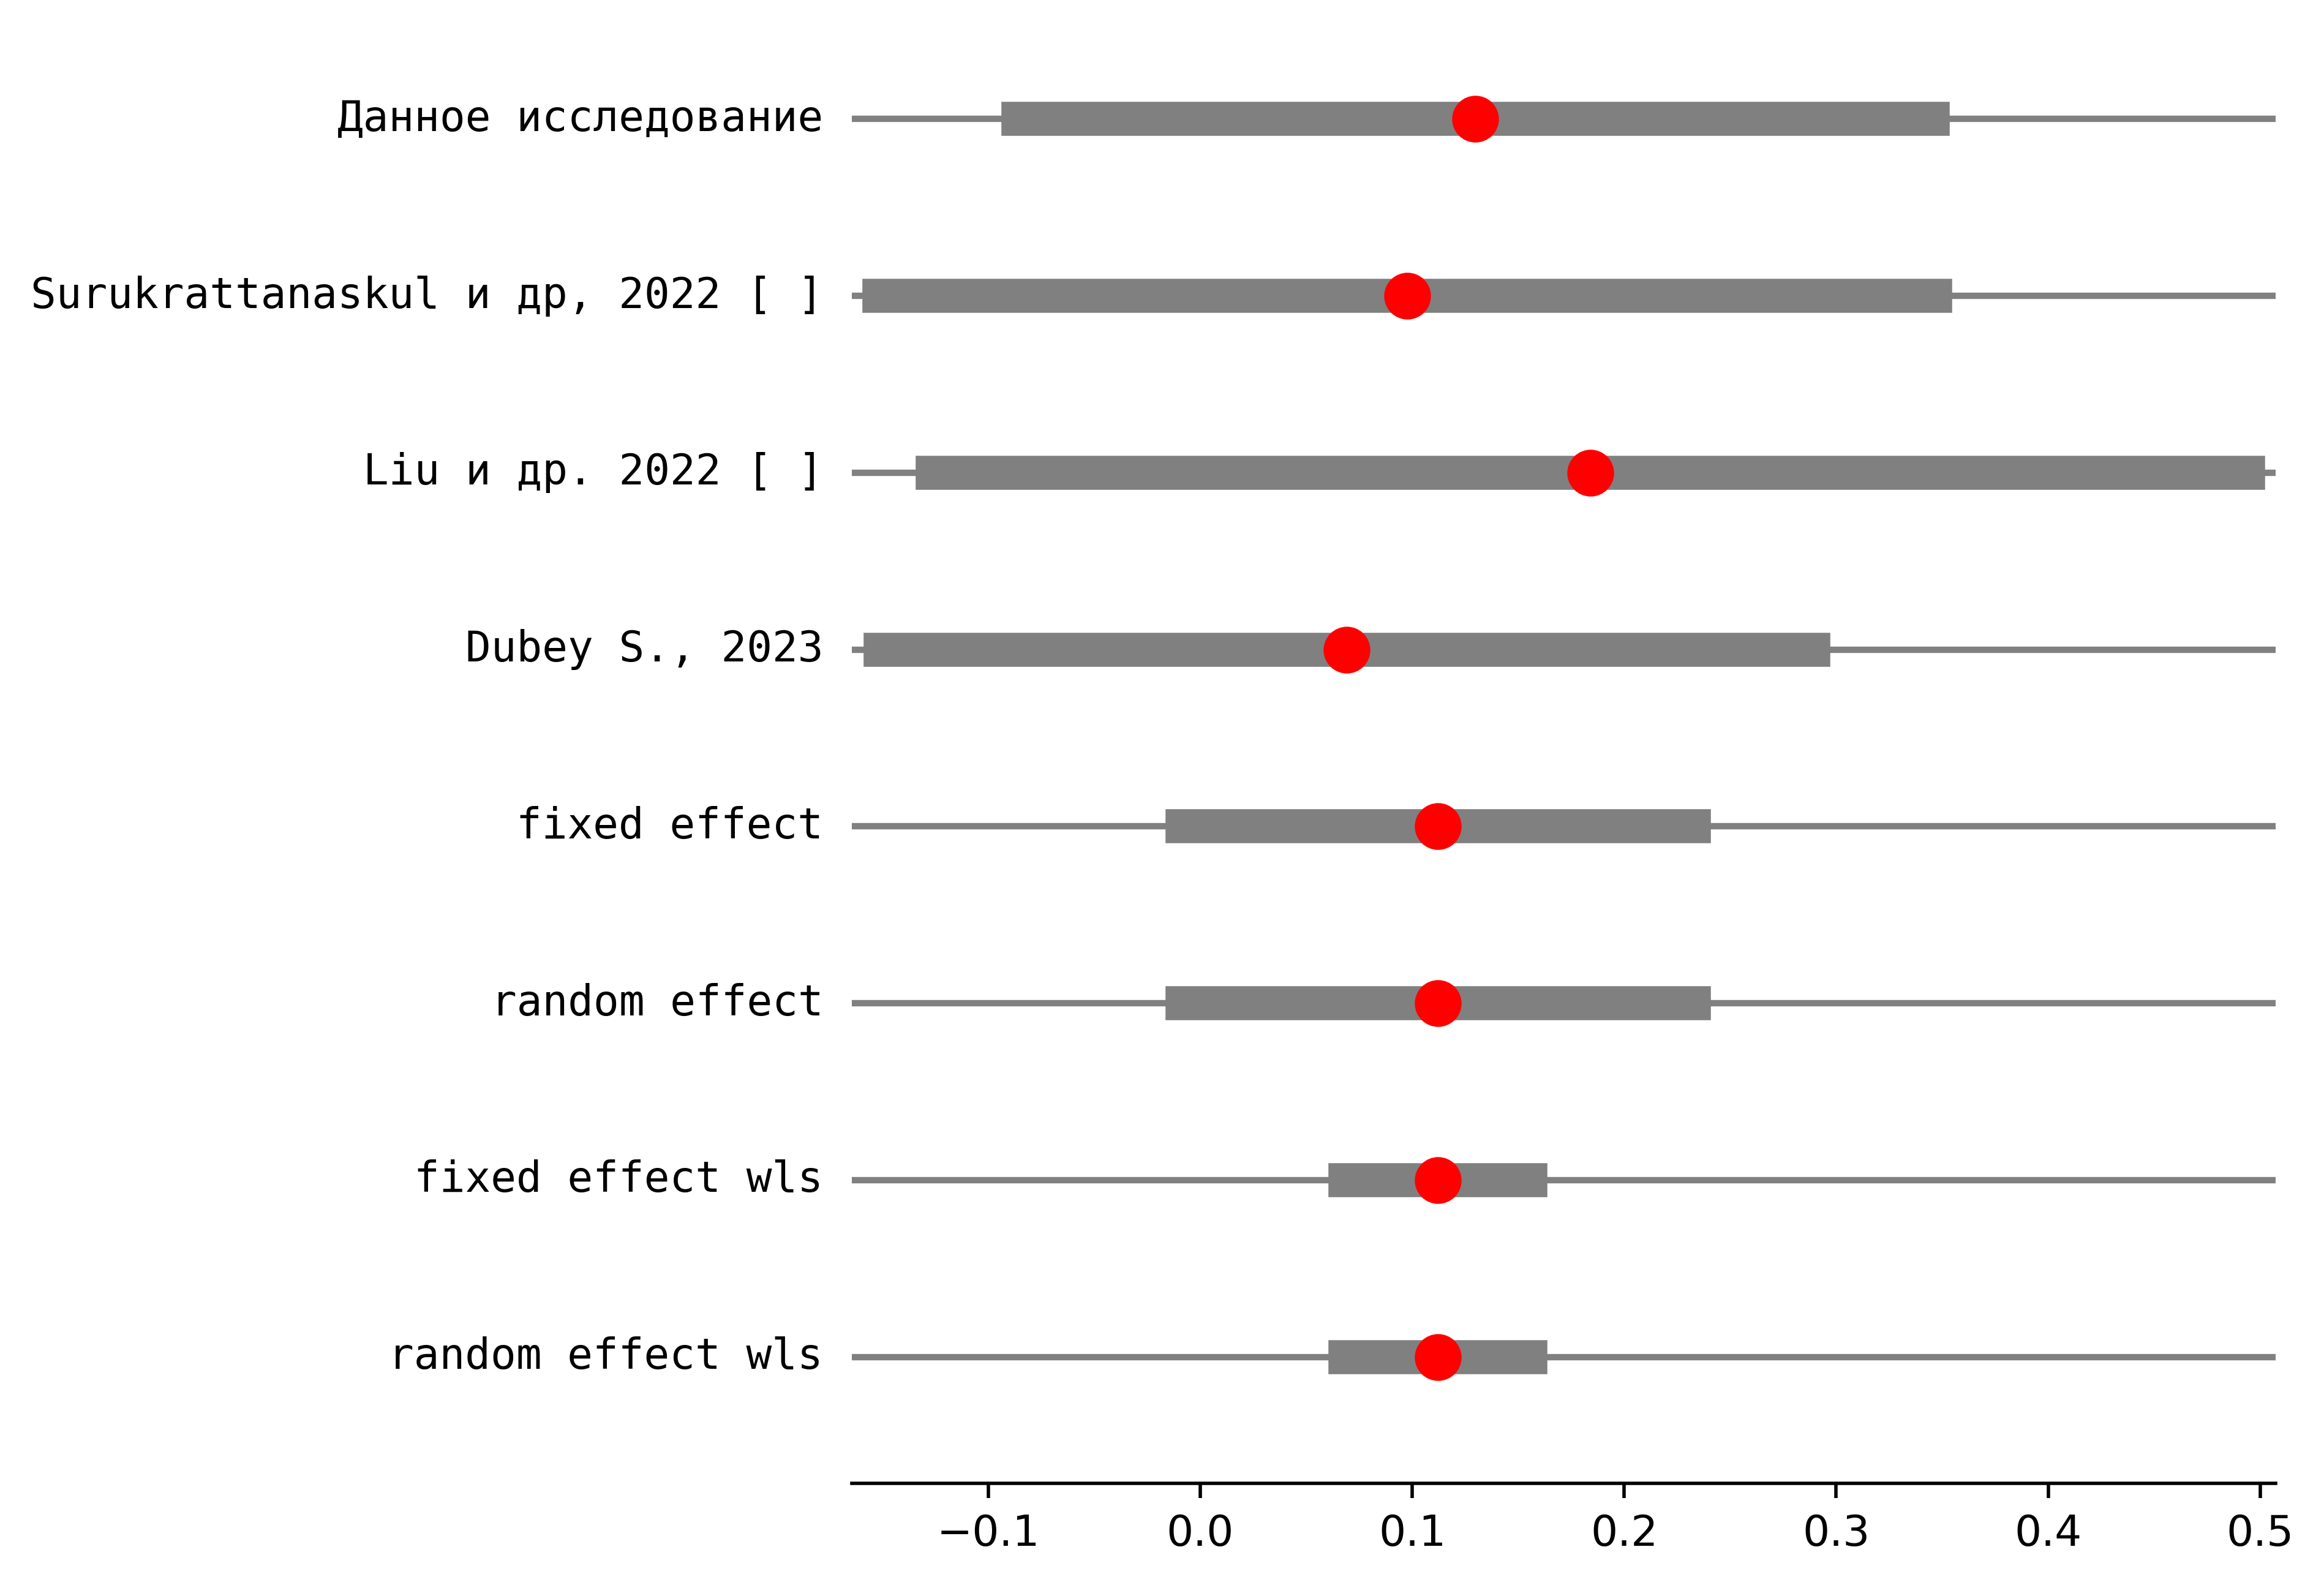 Данное исследование
Surukrattanaskul и др, 2022 [ ]
Liu и др. 2022 [ ]
Dubey S., 2023
fixed effect
random effect
fixed effect wls
random effect wls
−0.1 0.0 0.1 0.2 0.3 0.4 0.5